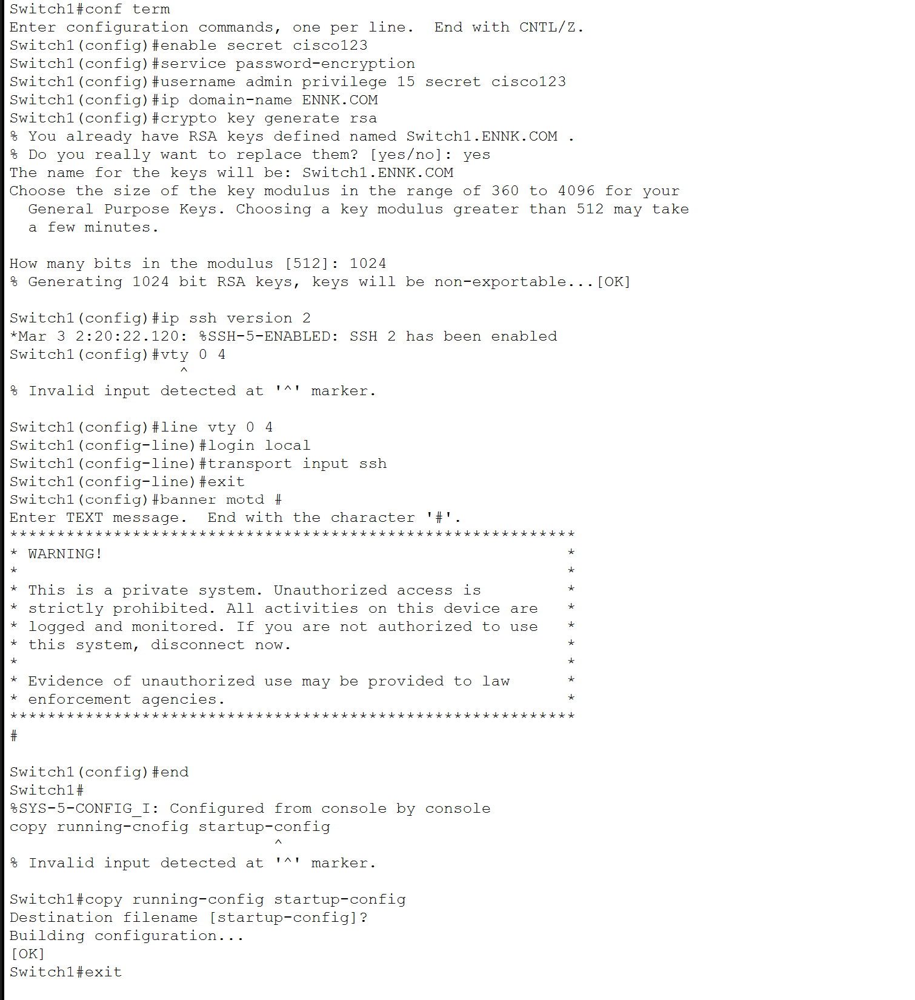 Switch1#conf term
Enter configuration commands, one per line.  End with CNTL/Z.
Switch1(config)#enable secret cisco123
Switch1(config)#service password-encryption
Switch1(config)#username admin privilege 15 secret cisco123
Switch1(config)#ip domain-name ENNK.COM
Switch1(config)#crypto key generate rsa
% You already have RSA keys defined named Switch1.ENNK.COM .
% Do you really want to replace them? [yes/no]: yes
The name for the keys will be: Switch1.ENNK.COM
Choose the size of the key modulus in the range of 360 to 4096 for your
  General Purpose Keys. Choosing a key modulus greater than 512 may take
  a few minutes.

How many bits in the modulus [512]: 1024
% Generating 1024 bit RSA keys, keys will be non-exportable...[OK]

Switch1(config)#ip ssh version 2
*Mar 3 2:20:22.120: %SSH-5-ENABLED: SSH 2 has been enabled
Switch1(config)#vty 0 4
                  ^
% Invalid input detected at '^' marker.

Switch1(config)#line vty 0 4
Switch1(config-line)#login local
Switch1(config-line)#transport input ssh
Switch1(config-line)#exit
Switch1(config)#banner motd #
Enter TEXT message.  End with the character '#'.
************************************************************
* WARNING!                                                 *
*                                                          *
* This is a private system. Unauthorized access is         *
* strictly prohibited. All activities on this device are   *
* logged and monitored. If you are not authorized to use   *
* this system, disconnect now.                             *
*                                                          *
* Evidence of unauthorized use may be provided to law      *
* enforcement agencies.                                    *
************************************************************
#

Switch1(config)#end
Switch1#
%SYS-5-CONFIG_I: Configured from console by console
copy running-cnofig startup-config
                            ^
% Invalid input detected at '^' marker.

Switch1#copy running-config startup-config
Destination filename [startup-config]?
Building configuration...
[OK]
Switch1#exit